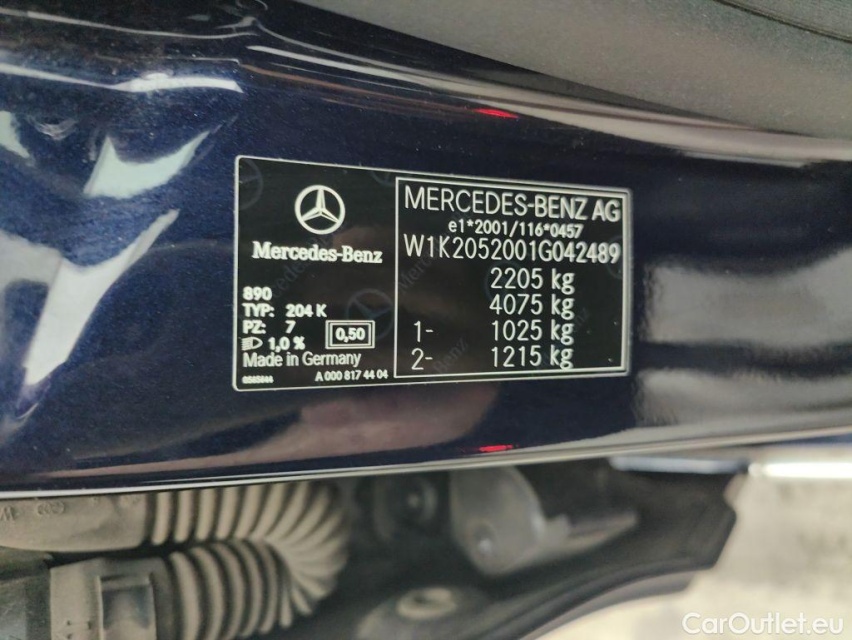 Mercedes-Benz
890
TYP: 204 K
PZ: 7
1,0 %
0,50
Made in Germany
A 000 817 44 04
MERCEDES-BENZ AG
e1*2001/116*0457
W1K2052001G042489
2205 kg
4075 kg
1- 1025 kg
2- 1215 kg
CarOutlet.eu